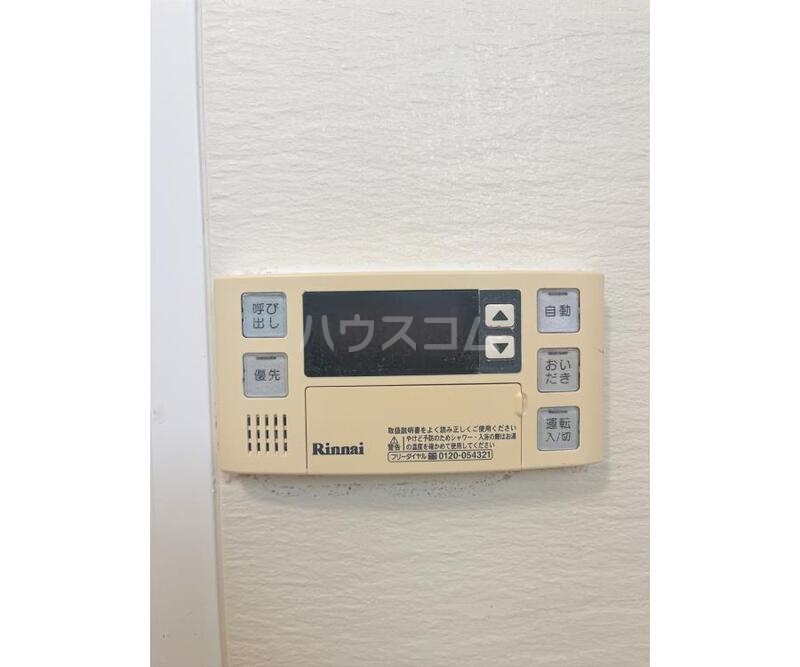 呼び
出し
優先
ハウスコム
▲
▼
自動
おい
だき
運転
入/切
取扱説明書をよく読み正しくご使用ください
警告
やけど予防のためシャワー・入浴の際はお湯
の温度を確かめて使用してください
フリーダイヤル 0120-054321
Rinnai